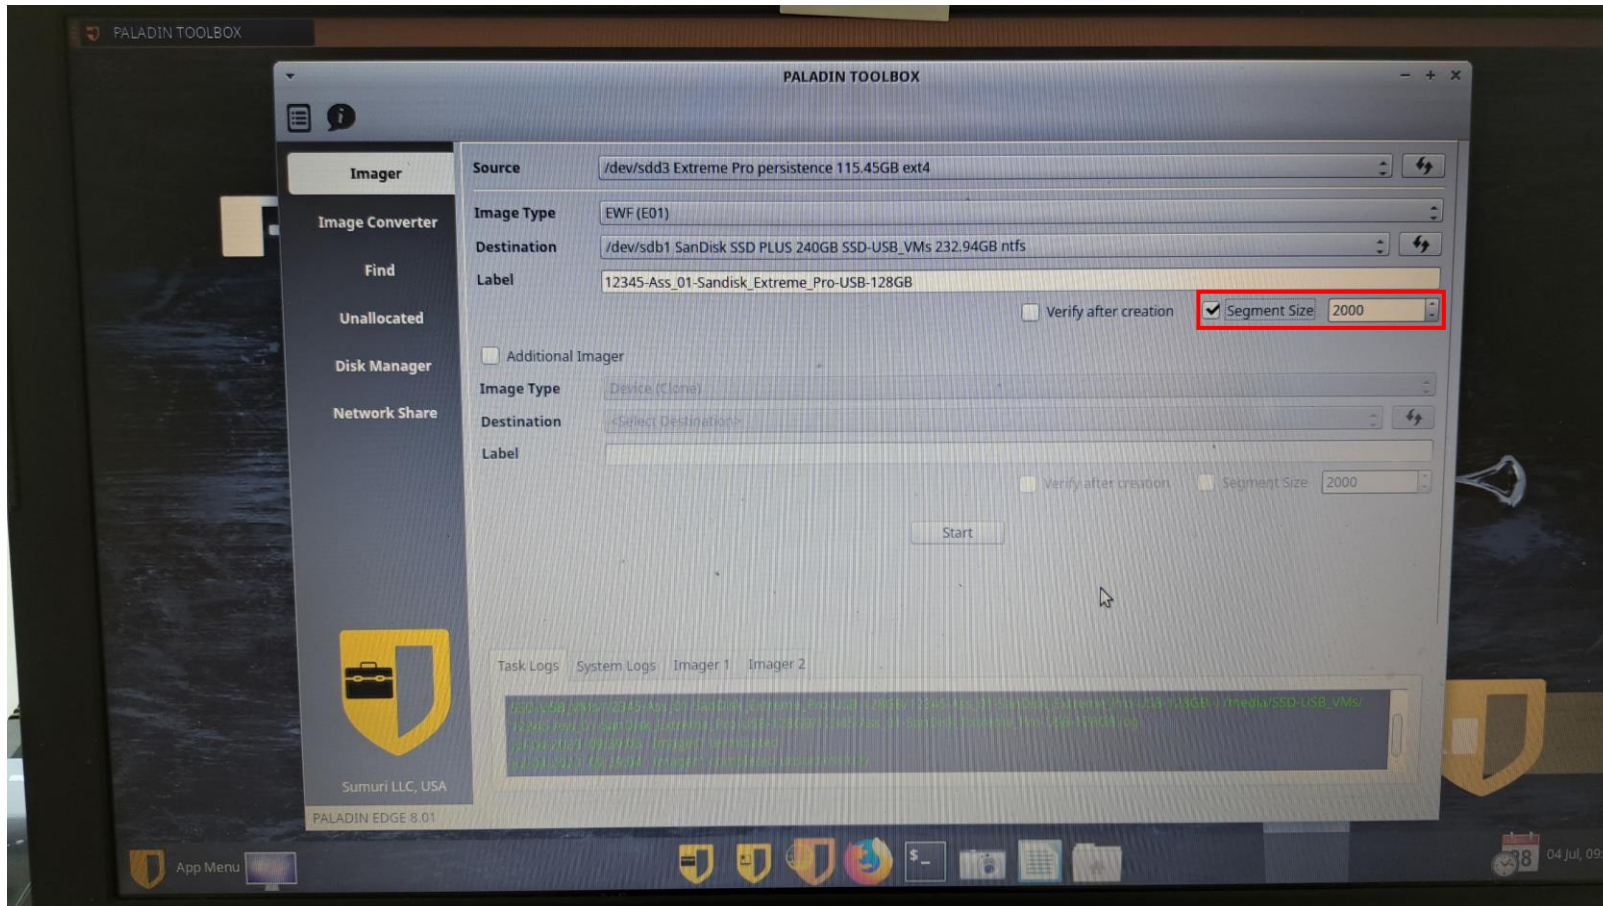 PALADIN TOOLBOX
PALADIN TOOLBOX
Imager
Image Converter
Find
Unallocated
Disk Manager
Network Share
Source /dev/sdd3 Extreme Pro persistence 115.45GB ext4
Image Type EWF (E01)
Destination /dev/sdb1 SanDisk SSD PLUS 240GB SSD-USB_VMs 232.94GB ntfs
Label 12345-Ass_01-Sandisk_Extreme_Pro-USB-128GB
Verify after creation Segment Size 2000
Additional Imager
Image Type Device (Clone)
Destination <Select Destination>
Label
Verify after creation Segment Size 2000
Start
Task Logs System Logs Imager 1 Imager 2
Sumuri LLC, USA
PALADIN EDGE 8.01
App Menu
04 Jul, 09: